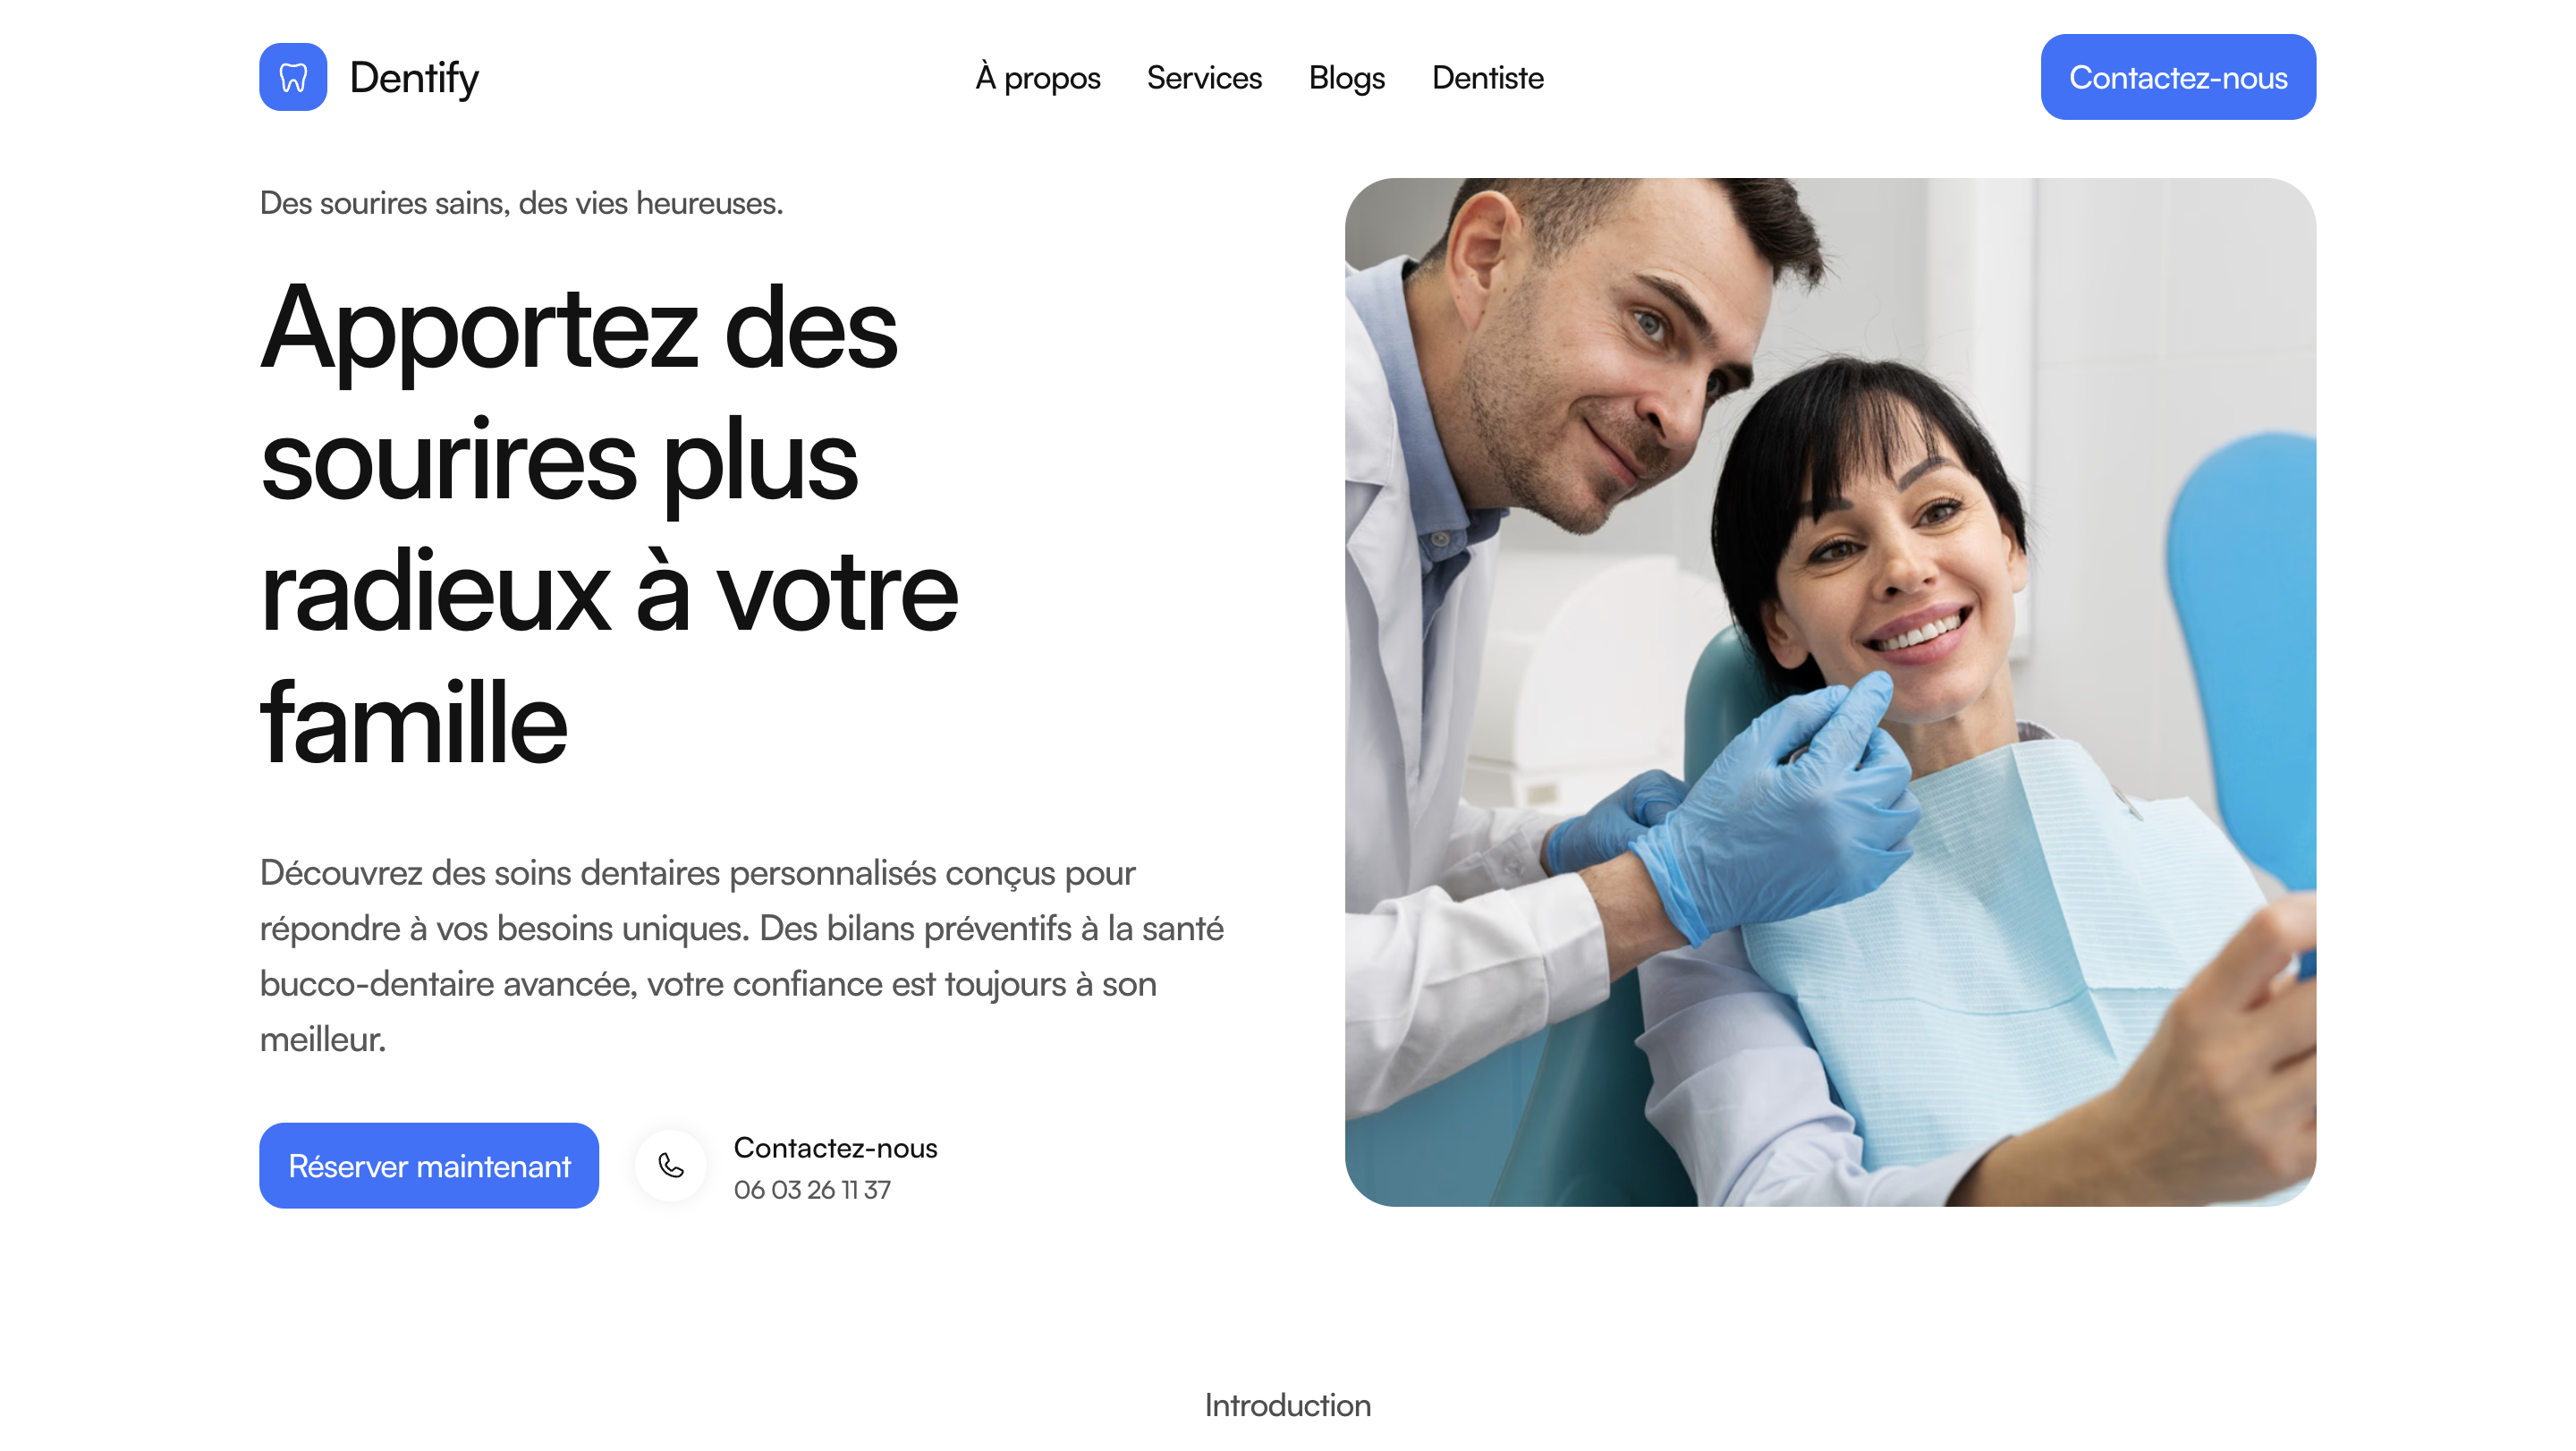 Dentify
À propos
Services
Blogs
Dentiste
Contactez-nous
Des sourires sains, des vies heureuses.
Apportez des
sourires plus
radieux à votre
famille
Découvrez des soins dentaires personnalisés conçus pour
répondre à vos besoins uniques. Des bilans préventifs à la santé
bucco-dentaire avancée, votre confiance est toujours à son
meilleur.
Réserver maintenant
Contactez-nous
06 03 26 11 37
Introduction